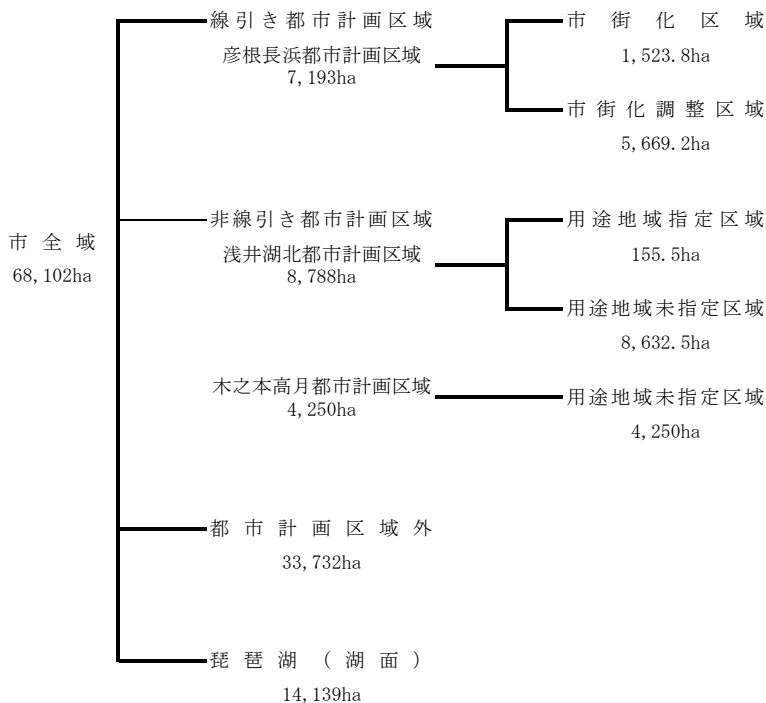 市全域
68,102ha
線引き都市計画区域
彦根長浜都市計画区域
7,193ha
市街化区域
1,523.8ha
市街化調整区域
5,669.2ha
非線引き都市計画区域
浅井湖北都市計画区域
8,788ha
用途地域指定区域
155.5ha
用途地域未指定区域
8,632.5ha
木之本高月都市計画区域
4,250ha
用途地域未指定区域
4,250ha
都市計画区域外
33,732ha
琵琶湖（湖面）
14,139ha